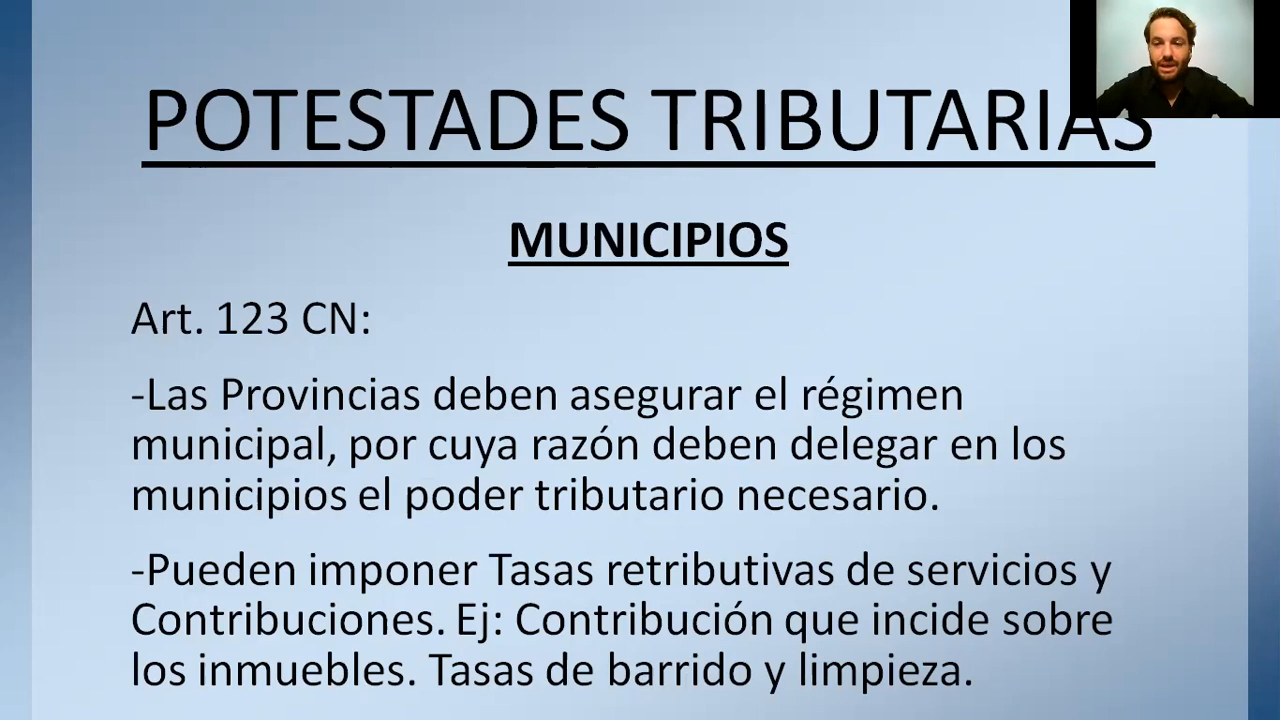 POTESTADES TRIBUTARIAS
MUNICIPIOS
Art. 123 CN:
-Las Provincias deben asegurar el régimen
municipal, por cuya razón deben delegar en los
municipios el poder tributario necesario.
-Pueden imponer Tasas retributivas de servicios y
Contribuciones. Ej: Contribución que incide sobre
los inmuebles. Tasas de barrido y limpieza.